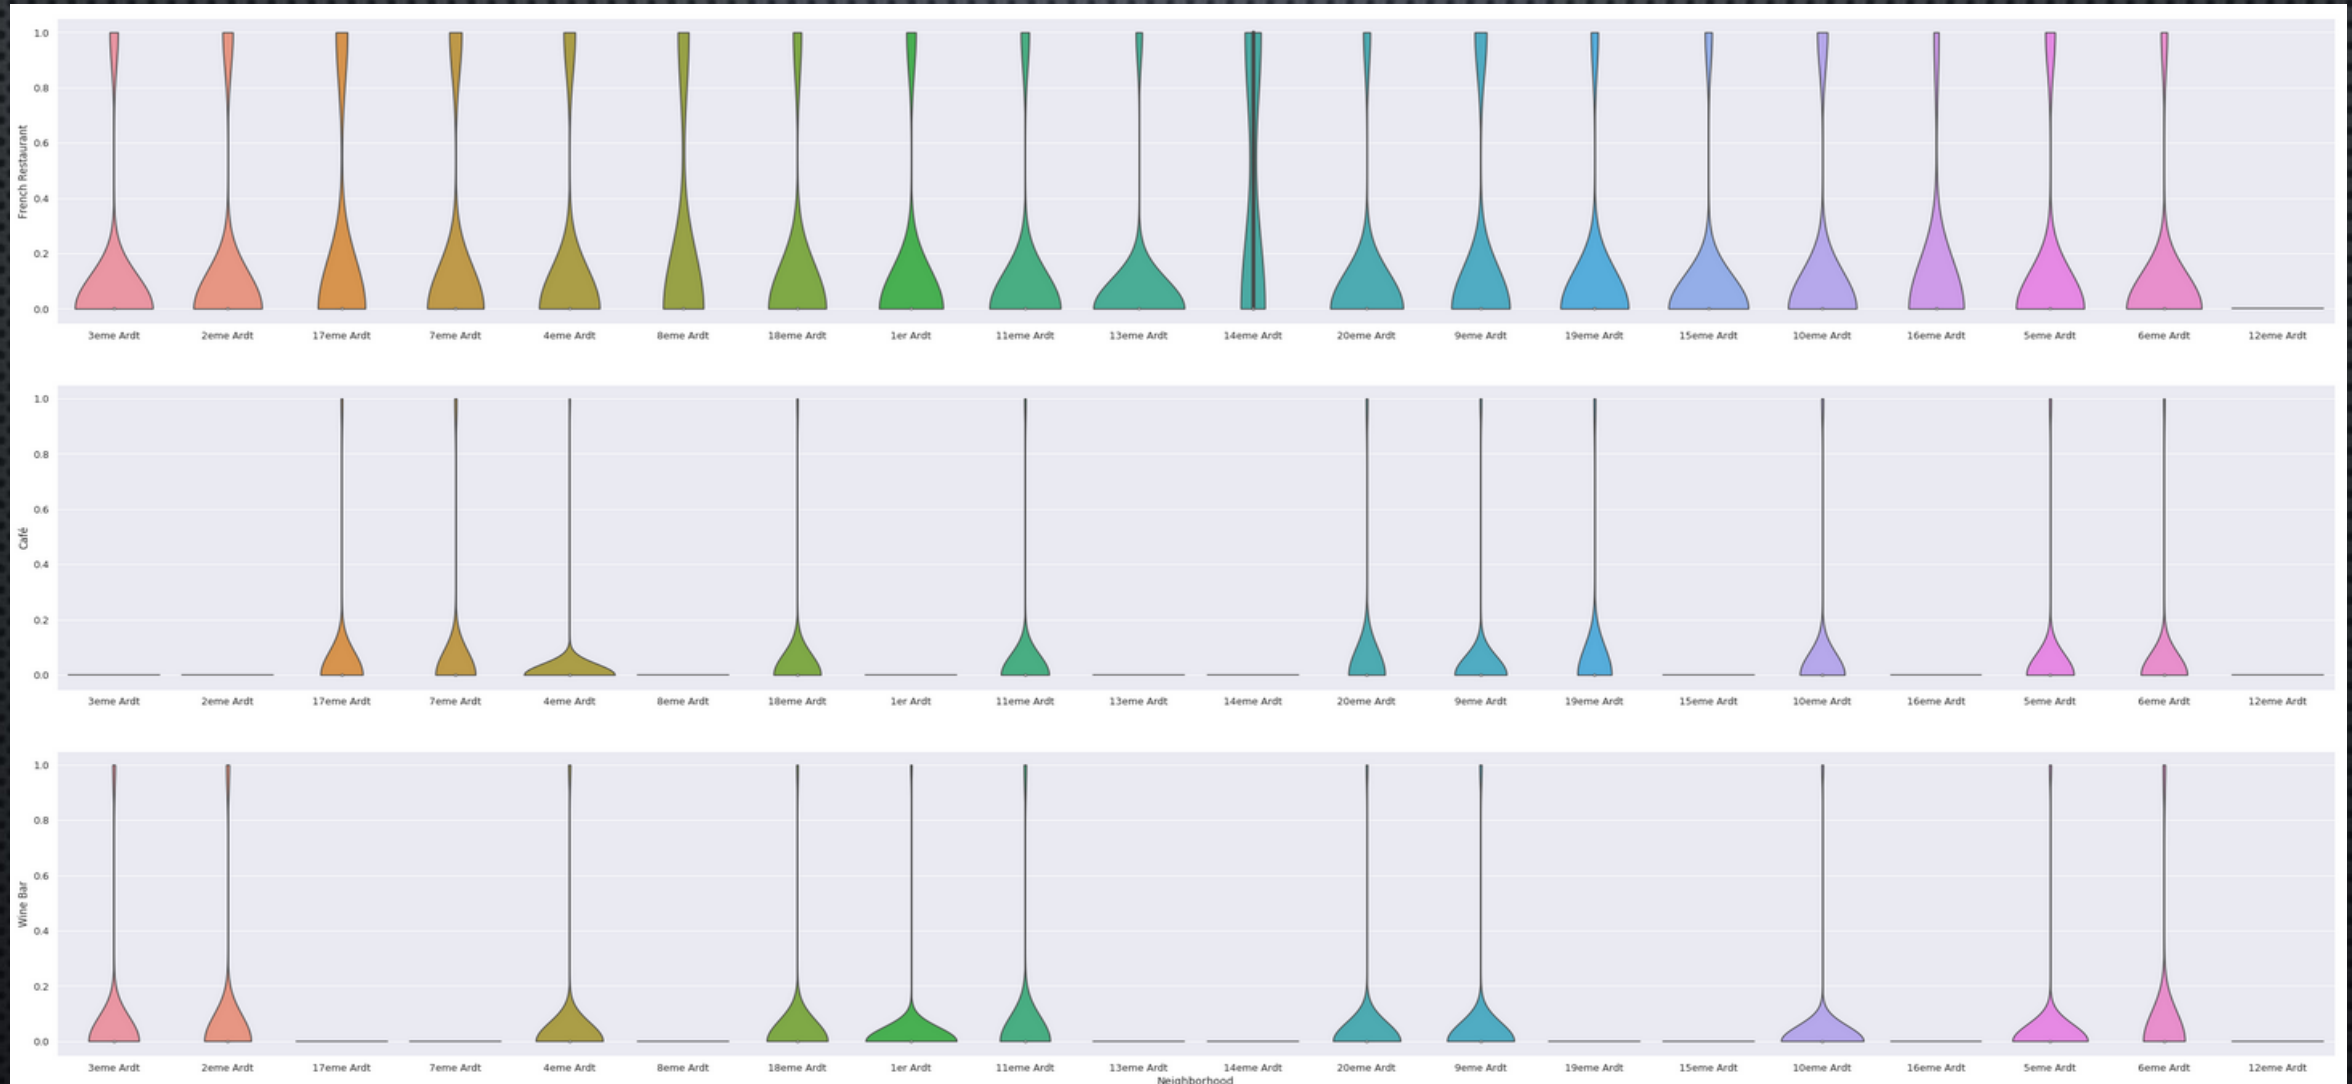 1.0
0.8
0.6
0.4
0.2
0.0
French Restaurant
3eme Ardt 2eme Ardt 17eme Ardt 7eme Ardt 4eme Ardt 8eme Ardt 18eme Ardt 1er Ardt 11eme Ardt 13eme Ardt 14eme Ardt 20eme Ardt 9eme Ardt 19eme Ardt 15eme Ardt 10eme Ardt 16eme Ardt 5eme Ardt 6eme Ardt 12eme Ardt
1.0
0.8
0.6
0.4
0.2
0.0
Café
3eme Ardt 2eme Ardt 17eme Ardt 7eme Ardt 4eme Ardt 8eme Ardt 18eme Ardt 1er Ardt 11eme Ardt 13eme Ardt 14eme Ardt 20eme Ardt 9eme Ardt 19eme Ardt 15eme Ardt 10eme Ardt 16eme Ardt 5eme Ardt 6eme Ardt 12eme Ardt
1.0
0.8
0.6
0.4
0.2
0.0
Wine Bar
3eme Ardt 2eme Ardt 17eme Ardt 7eme Ardt 4eme Ardt 8eme Ardt 18eme Ardt 1er Ardt 11eme Ardt 13eme Ardt 14eme Ardt 20eme Ardt 9eme Ardt 19eme Ardt 15eme Ardt 10eme Ardt 16eme Ardt 5eme Ardt 6eme Ardt 12eme Ardt
Neighborhood